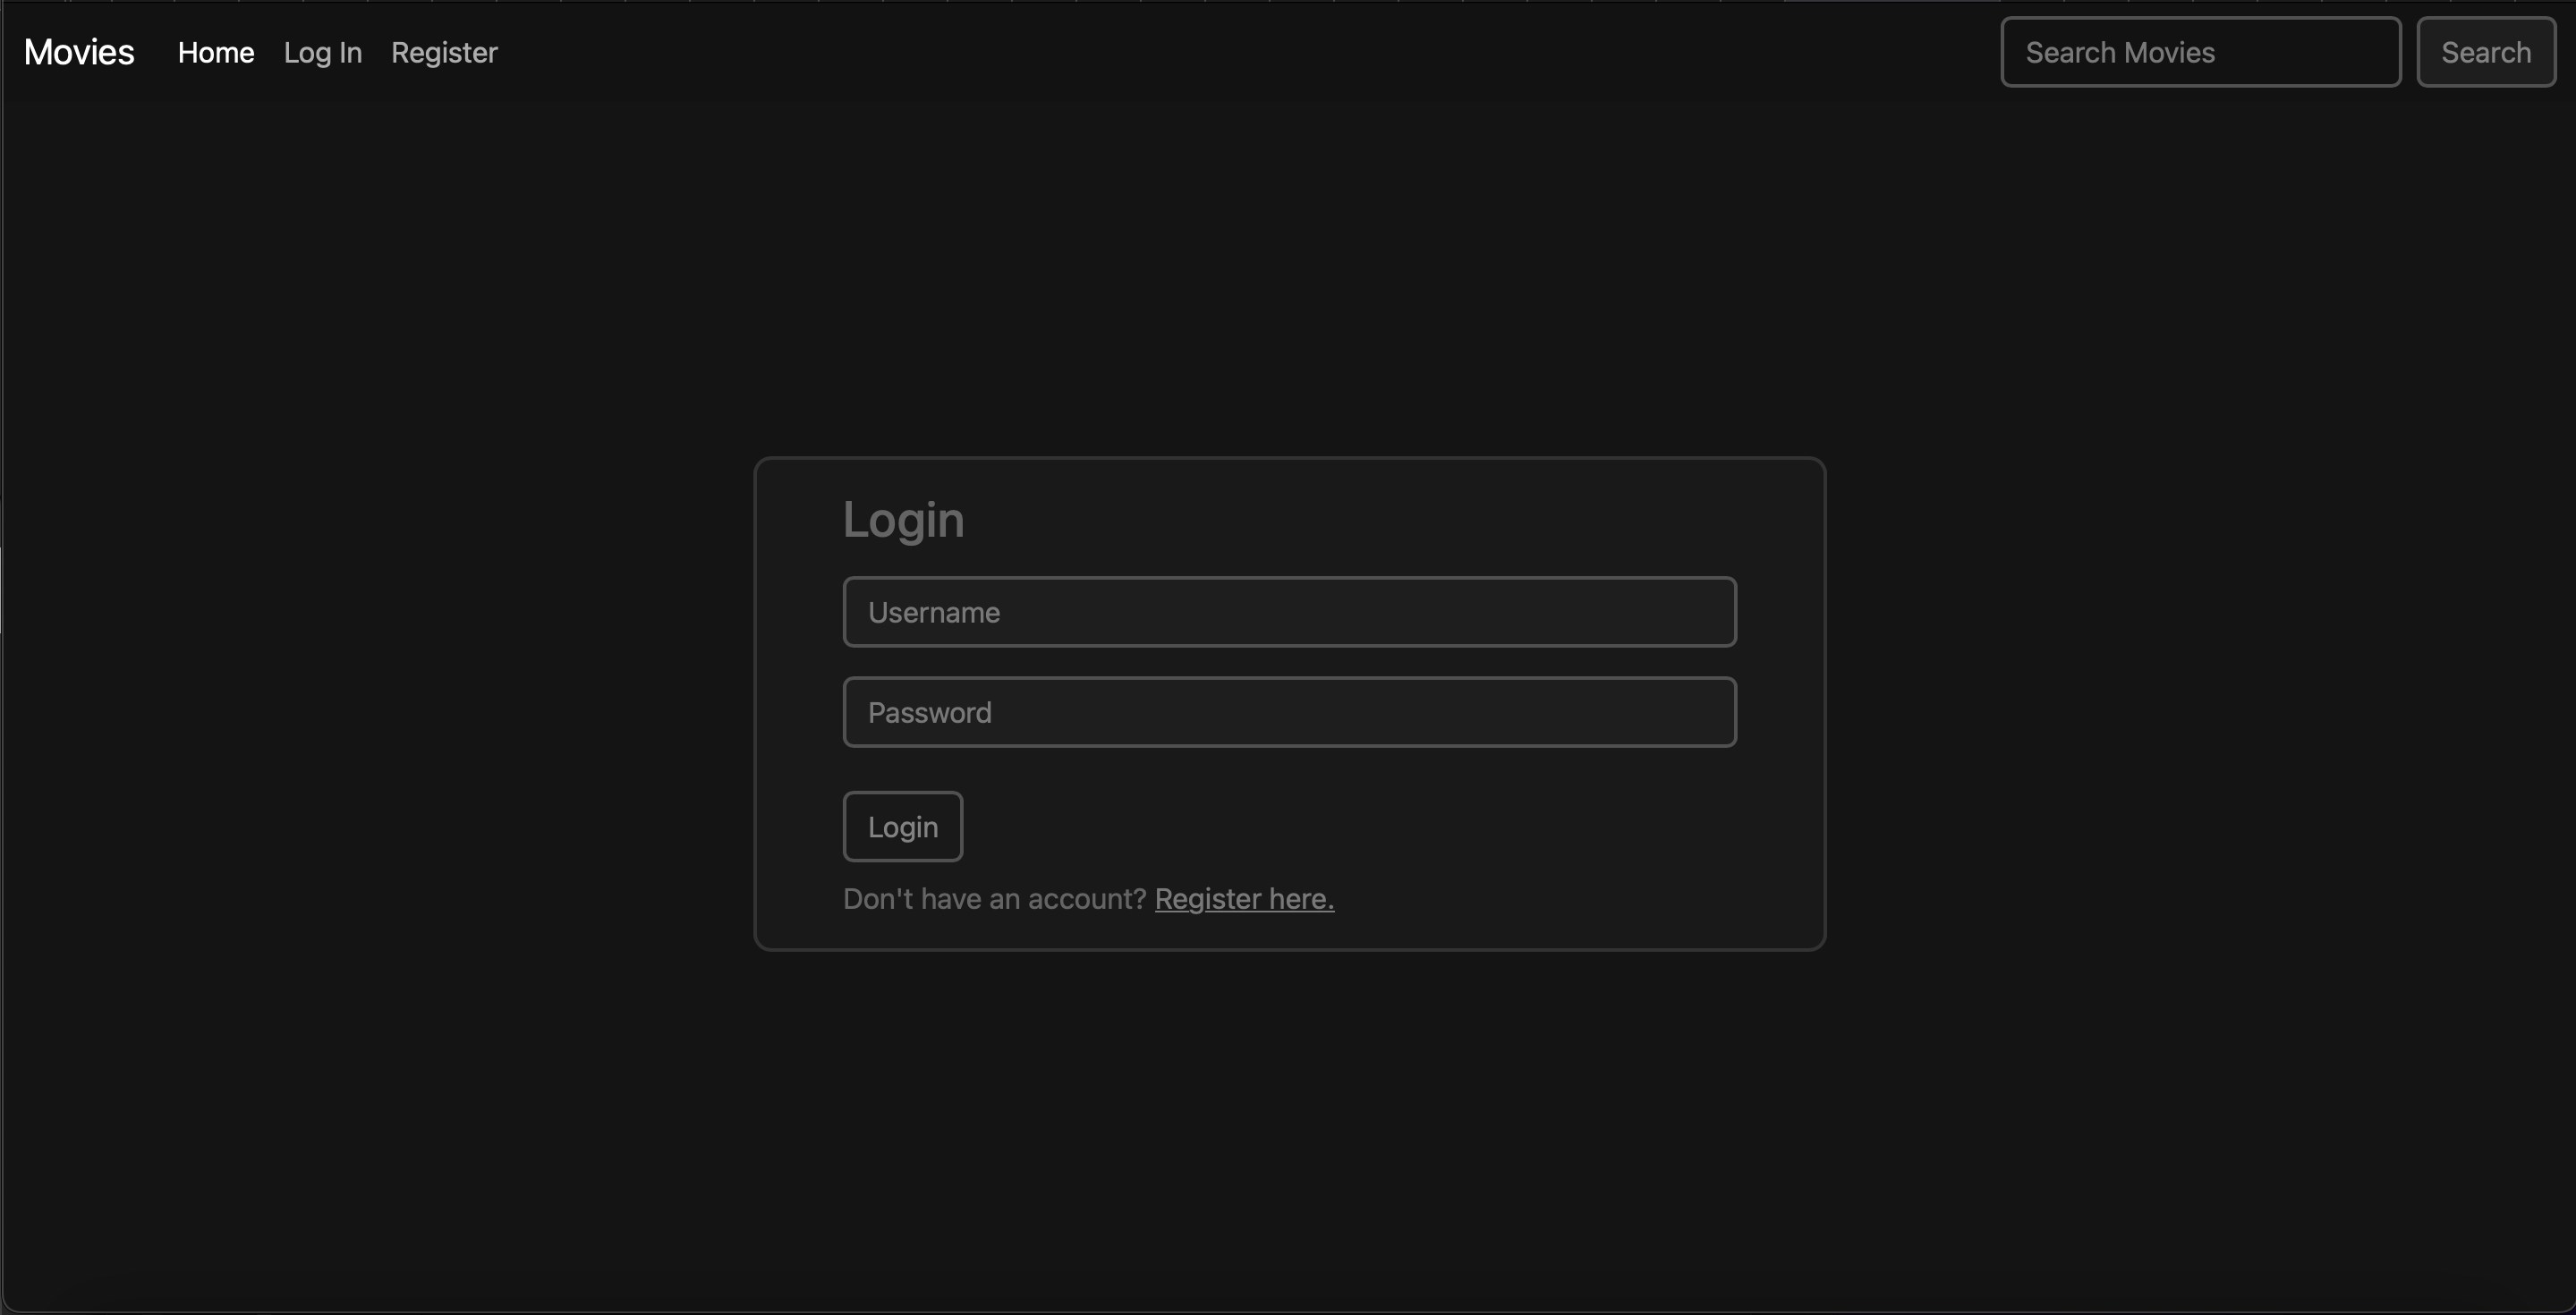 Movies Home Log In Register Search Movies Search
Login
Username
Password
Login
Don't have an account? Register here.